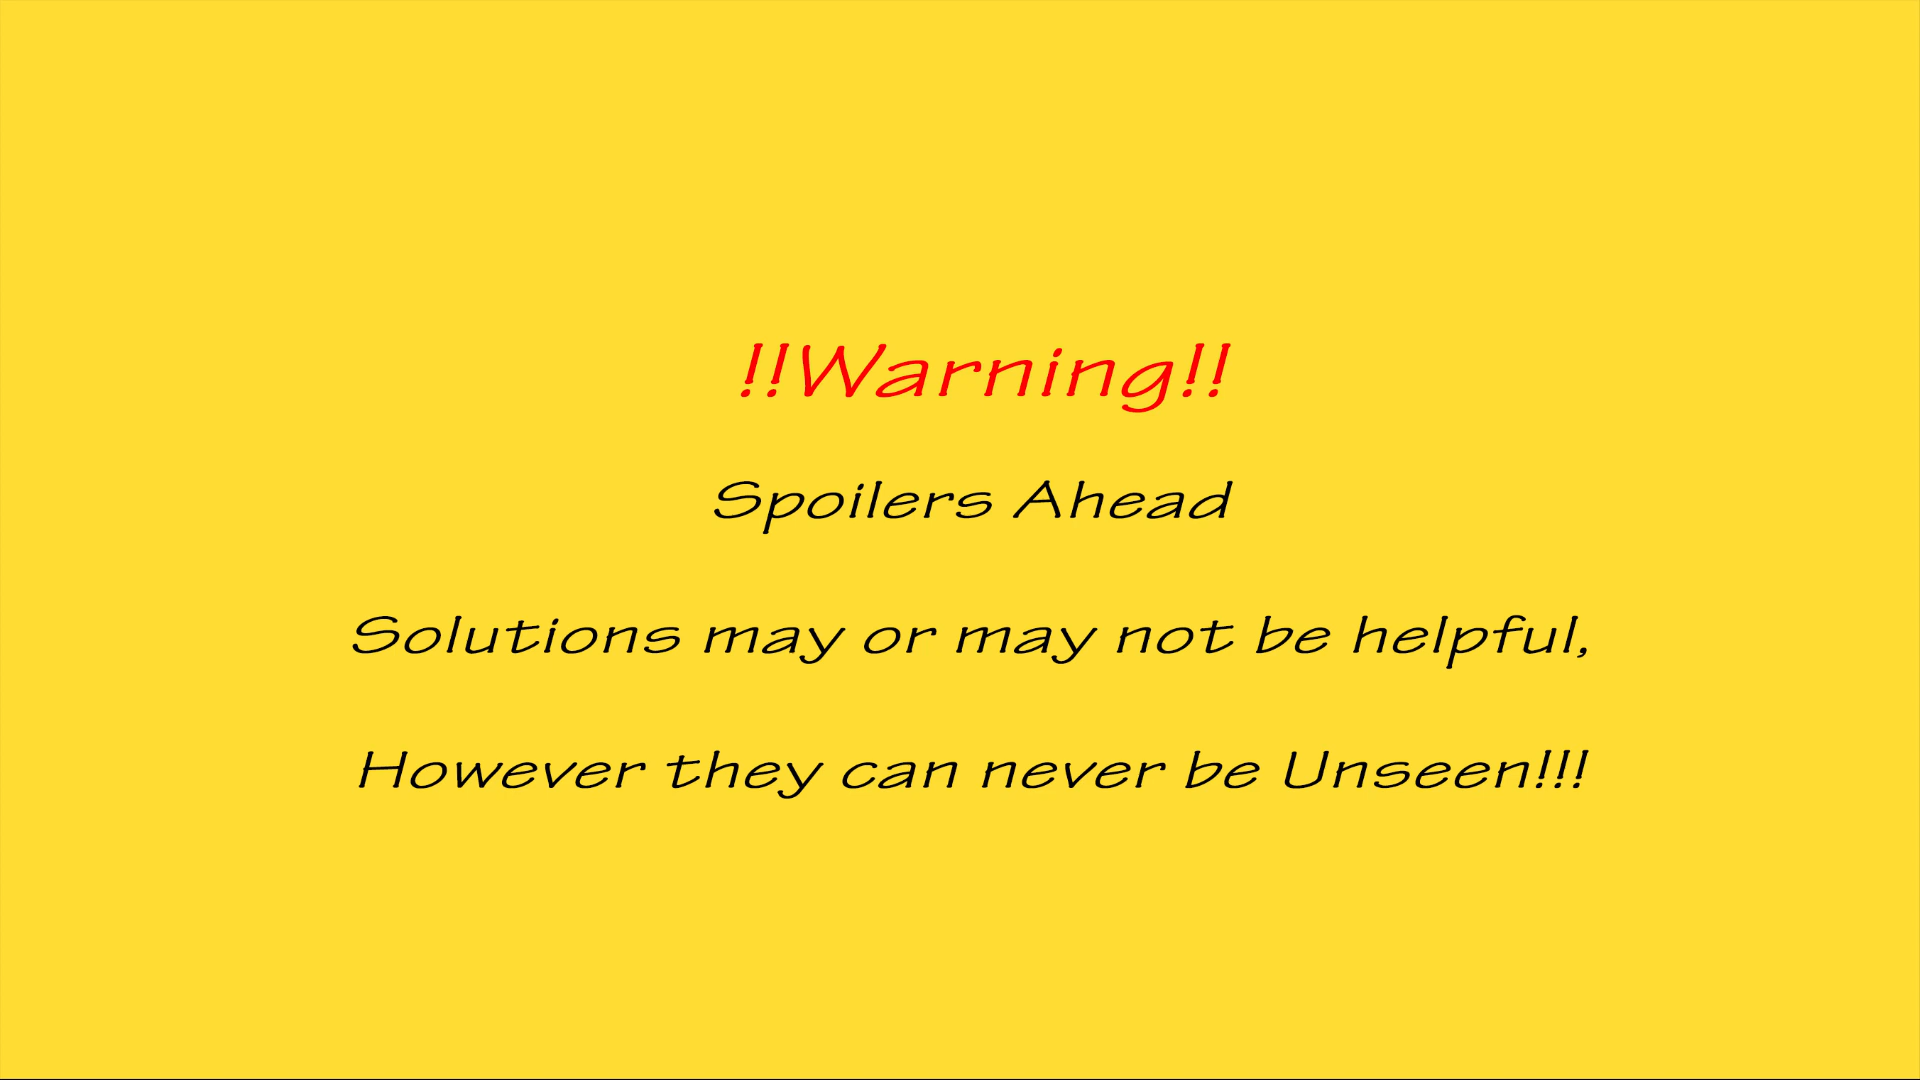 !!Warning!!
Spoilers Ahead
Solutions may or may not be helpful,
However they can never be Unseen!!!